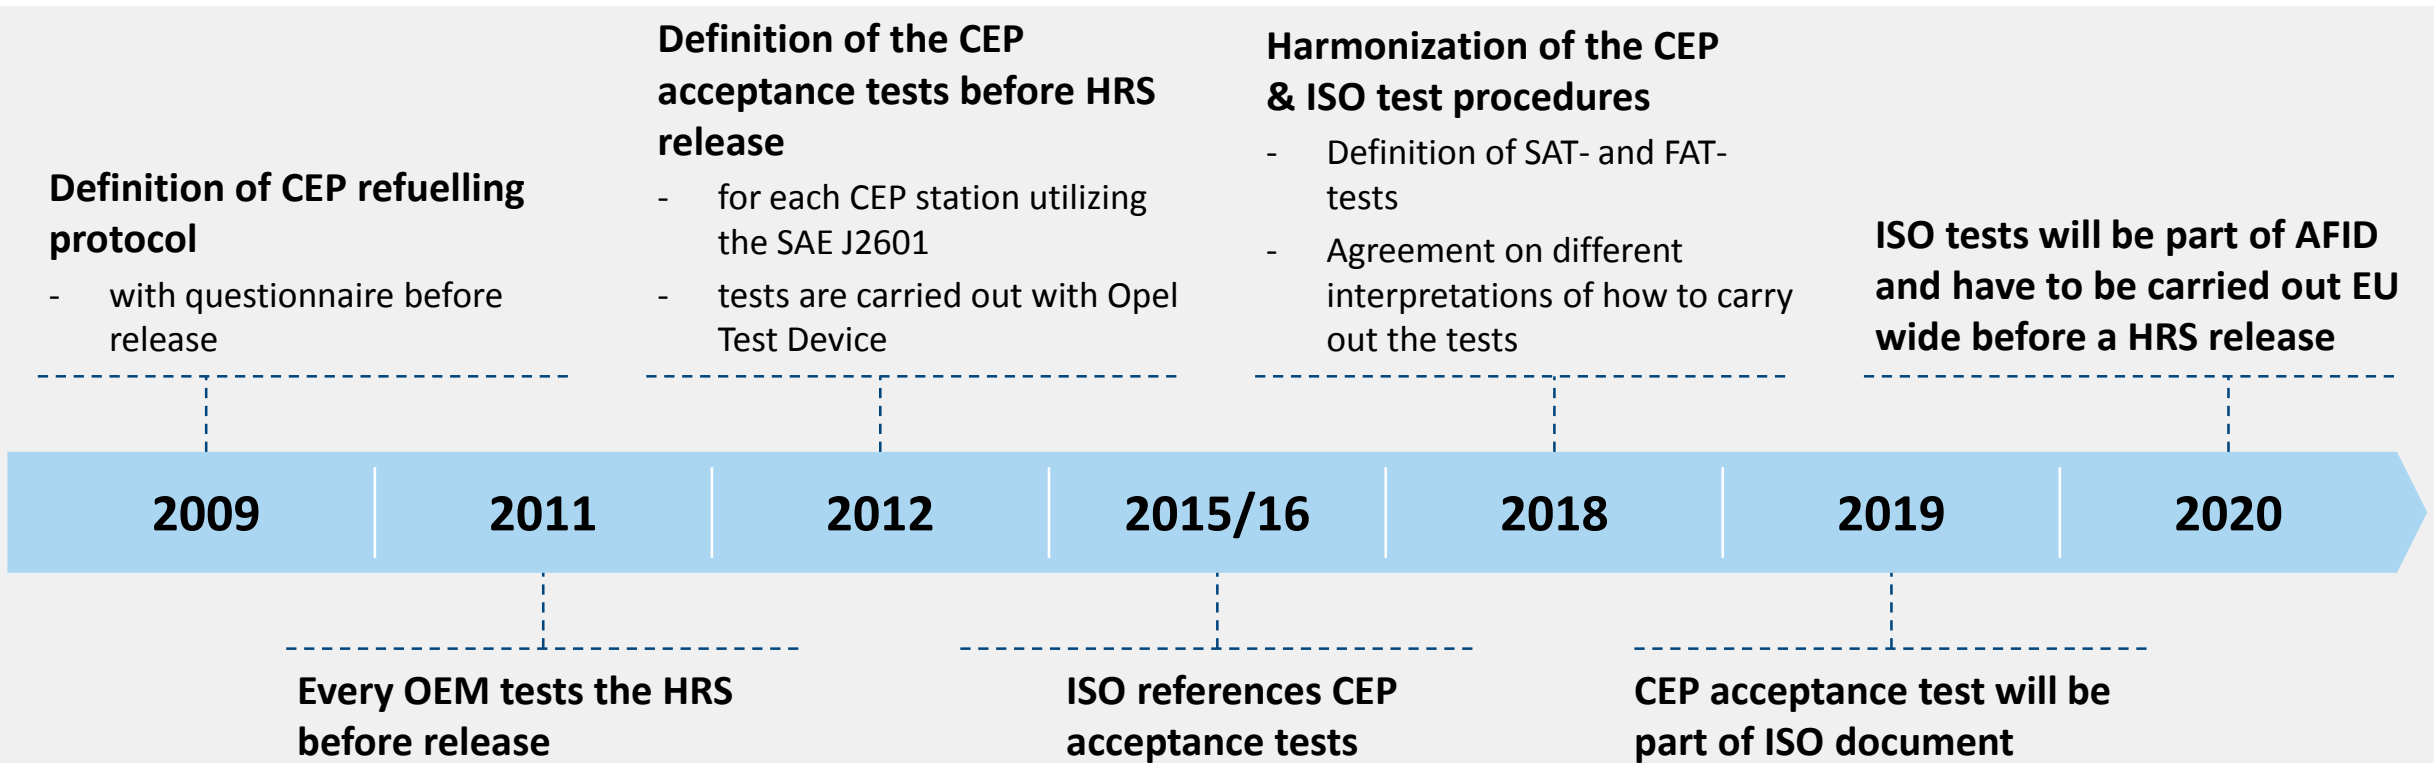 Definition of CEP refuelling
protocol
- with questionnaire before
release
Definition of the CEP
acceptance tests before HRS
release
- for each CEP station utilizing
the SAE J2601
- tests are carried out with Opel
Test Device
Harmonization of the CEP
& ISO test procedures
- Definition of SAT- and FAT-
tests
- Agreement on different
interpretations of how to carry
out the tests
ISO tests will be part of AFID
and have to be carried out EU
wide before a HRS release
2009
2011
2012
2015/16
2018
2019
2020
Every OEM tests the HRS
before release
ISO references CEP
acceptance tests
CEP acceptance test will be
part of ISO document